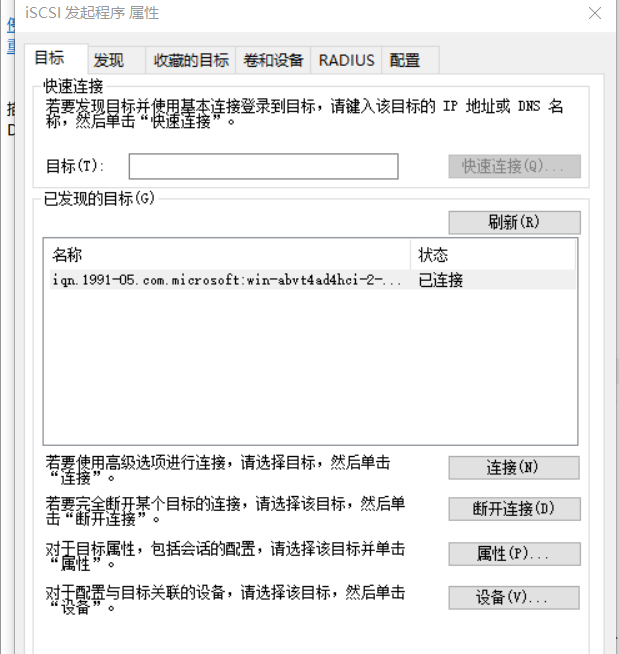 iSCSI 发起程序 属性
目标
发现
收藏的目标
卷和设备
RADIUS
配置
快速连接
若要发现目标并使用基本连接登录到目标，请键入该目标的 IP 地址或 DNS 名
称，然后单击“快速连接”。
目标(T):
快速连接(Q)...
已发现的目标(G)
刷新(R)
名称
状态
iqn.1991-05.com.microsoft:win-abvt4ad4hci-2-...
已连接
若要使用高级选项进行连接，请选择目标，然后单击
“连接”。
连接(N)
若要完全断开某个目标的连接，请选择该目标，然后单
击“断开连接”。
断开连接(D)
对于目标属性，包括会话的配置，请选择该目标并单击
“属性”。
属性(P)...
对于配置与目标关联的设备，请选择该目标，然后单击
“设备”。
设备(V)...